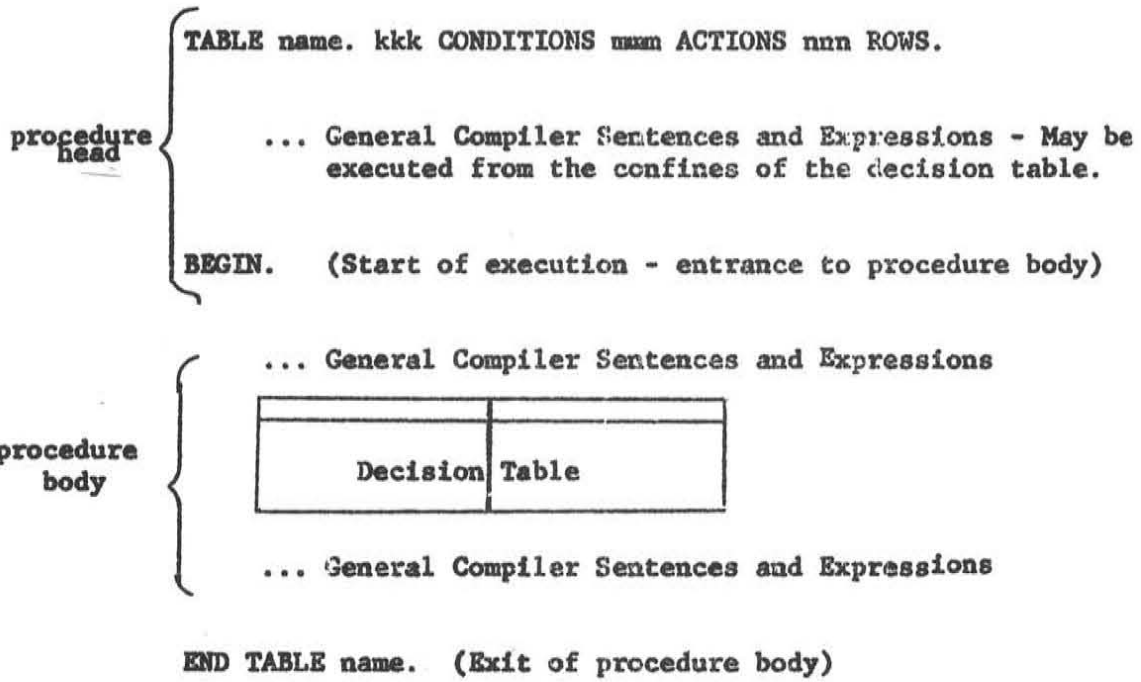 TABLE name. kkk CONDITIONS mmm ACTIONS nnn ROWS.
procedure head
... General Compiler Sentences and Expressions - May be
executed from the confines of the decision table.
BEGIN. (Start of execution - entrance to procedure body)
... General Compiler Sentences and Expressions
procedure body
Decision Table
... General Compiler Sentences and Expressions
END TABLE name. (Exit of procedure body)